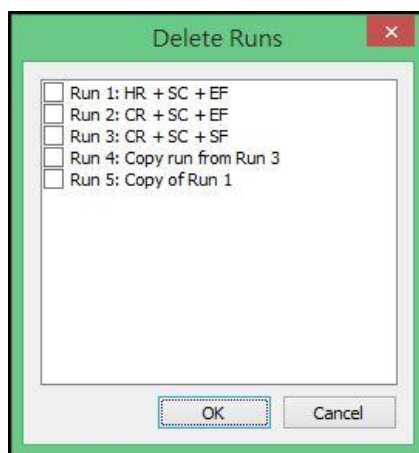 Delete Runs
Run 1: HR + SC + EF
Run 2: CR + SC + EF
Run 3: CR + SC + SF
Run 4: Copy run from Run 3
Run 5: Copy of Run 1
OK Cancel